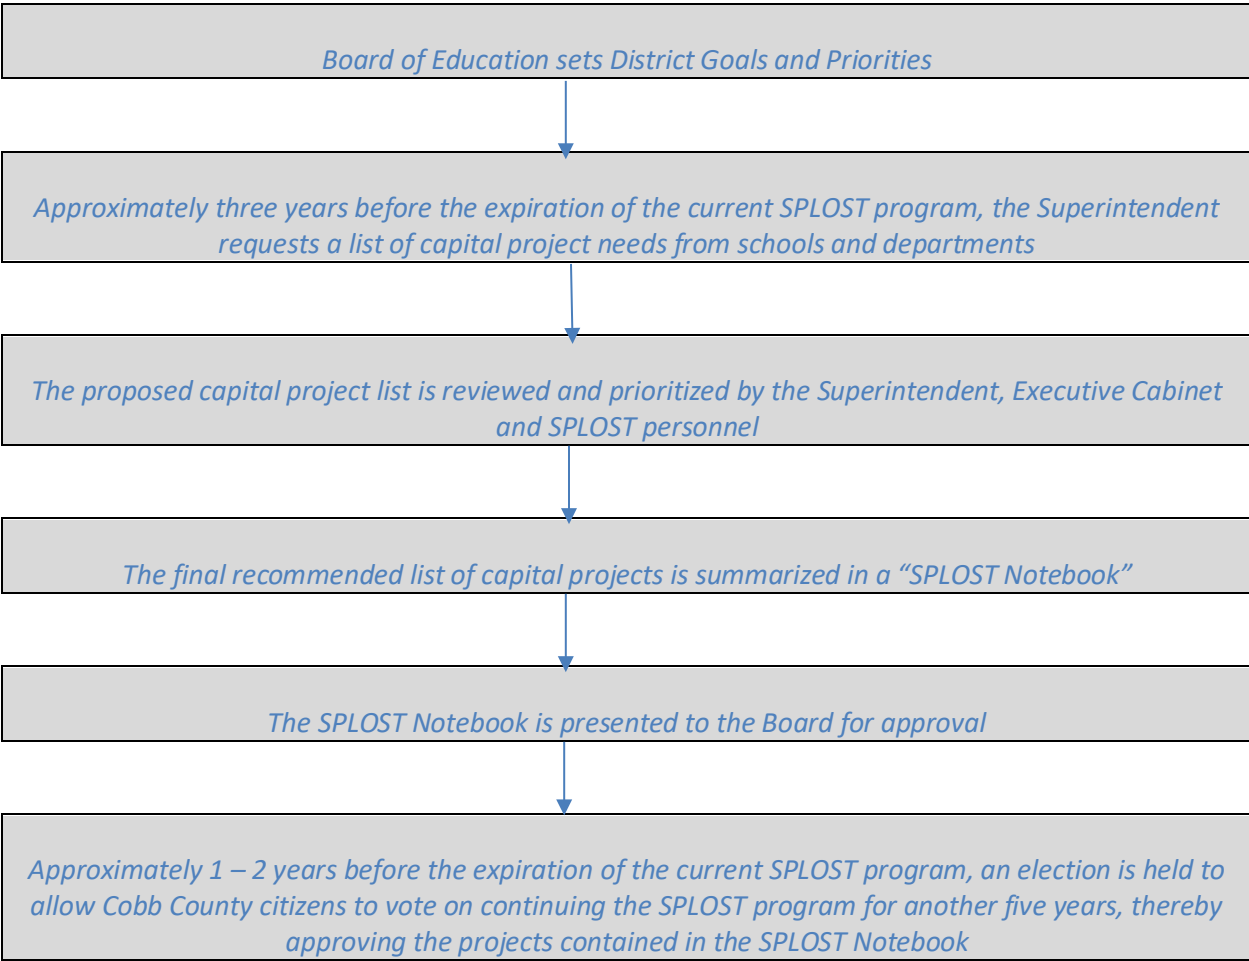 Board of Education sets District Goals and Priorities
Approximately three years before the expiration of the current SPLOST program, the Superintendent
requests a list of capital project needs from schools and departments
The proposed capital project list is reviewed and prioritized by the Superintendent, Executive Cabinet
and SPLOST personnel
The final recommended list of capital projects is summarized in a “SPLOST Notebook”
The SPLOST Notebook is presented to the Board for approval
Approximately 1 – 2 years before the expiration of the current SPLOST program, an election is held to
allow Cobb County citizens to vote on continuing the SPLOST program for another five years, thereby
approving the projects contained in the SPLOST Notebook